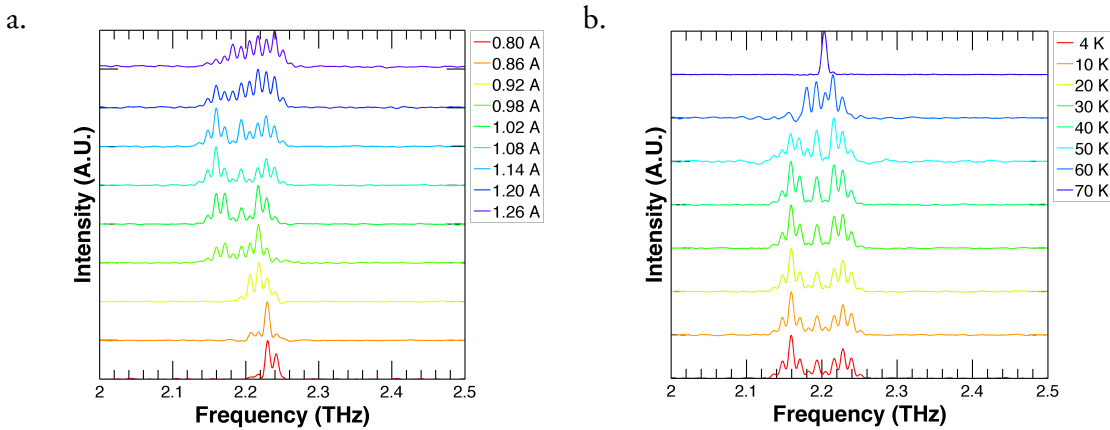 a.
Intensity (A.U.)
2 2.1 2.2 2.3 2.4 2.5
Frequency (THz)
0.80 A
0.86 A
0.92 A
0.98 A
1.02 A
1.08 A
1.14 A
1.20 A
1.26 A
b.
Intensity (A.U.)
2 2.1 2.2 2.3 2.4 2.5
Frequency (THz)
4 K
10 K
20 K
30 K
40 K
50 K
60 K
70 K